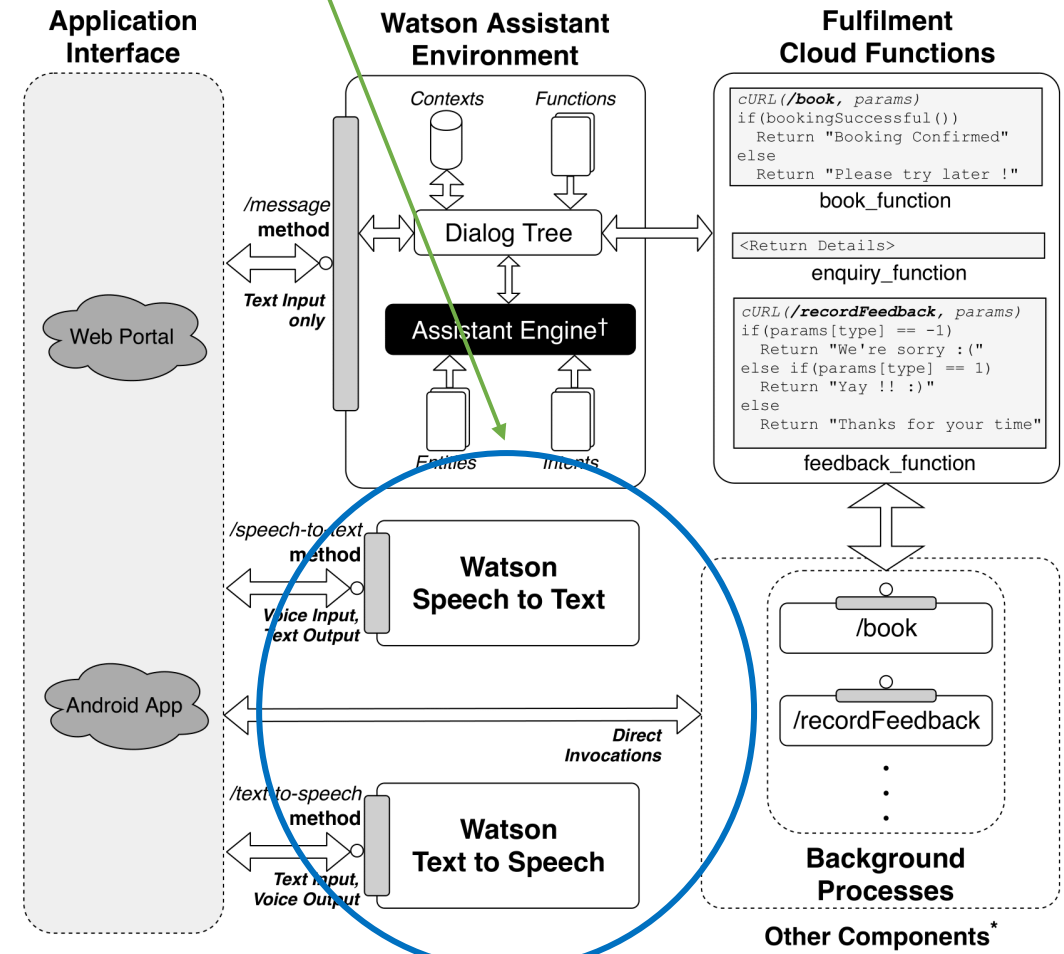 Application
Interface
Watson Assistant
Environment
Fulfilment
Cloud Functions
Contexts
Functions
/message
method
Text Input
only
Dialog Tree
Assistant Engine†
Entities
Intents
Web Portal
cURL(/book, params)
if(bookingSuccessful())
  Return "Booking Confirmed"
else
  Return "Please try later !"
book_function
<Return Details>
enquiry_function
cURL(/recordFeedback, params)
if(params[type] == -1)
  Return "We're sorry :("
else if(params[type] == 1)
  Return "Yay !! :)"
else
  Return "Thanks for your time"
feedback_function
/speech-to-text
method
Voice Input,
Text Output
Watson
Speech to Text
Android App
Direct
Invocations
/text-to-speech
method
Text Input,
Voice Output
Watson
Text to Speech
/book
/recordFeedback
Background
Processes
Other Components*